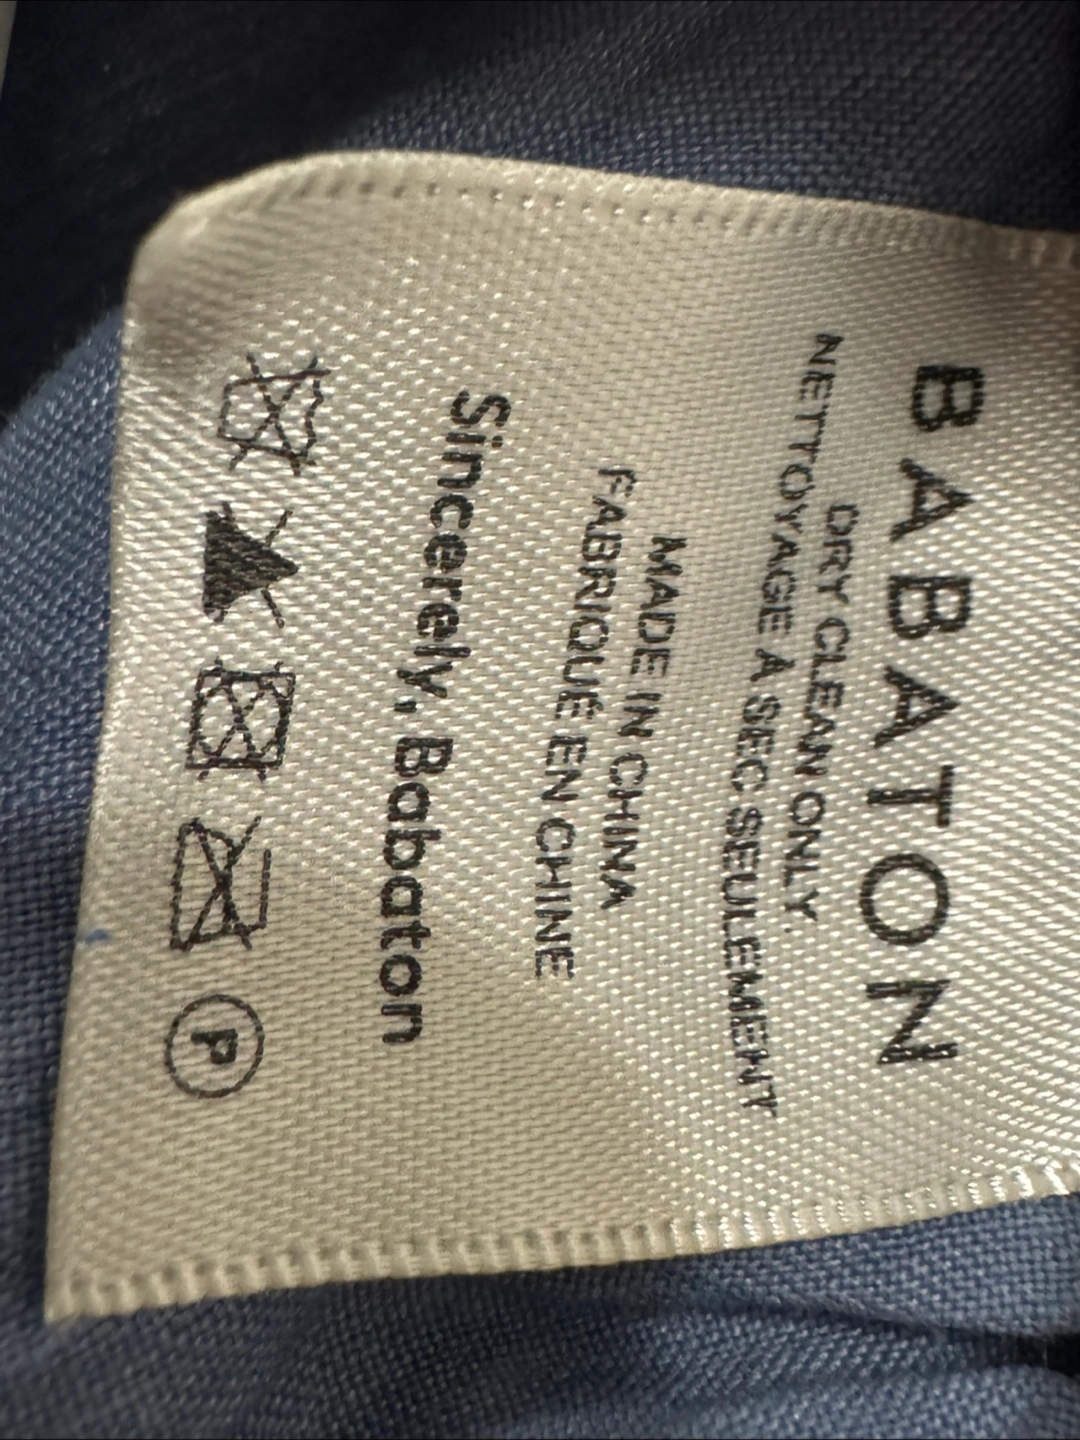 BABATON
DRY CLEAN ONLY
NETTOYAGE À SEC SEULEMENT
MADE IN CHINA
FABRIQUÉ EN CHINE
Sincerely, Babaton
P